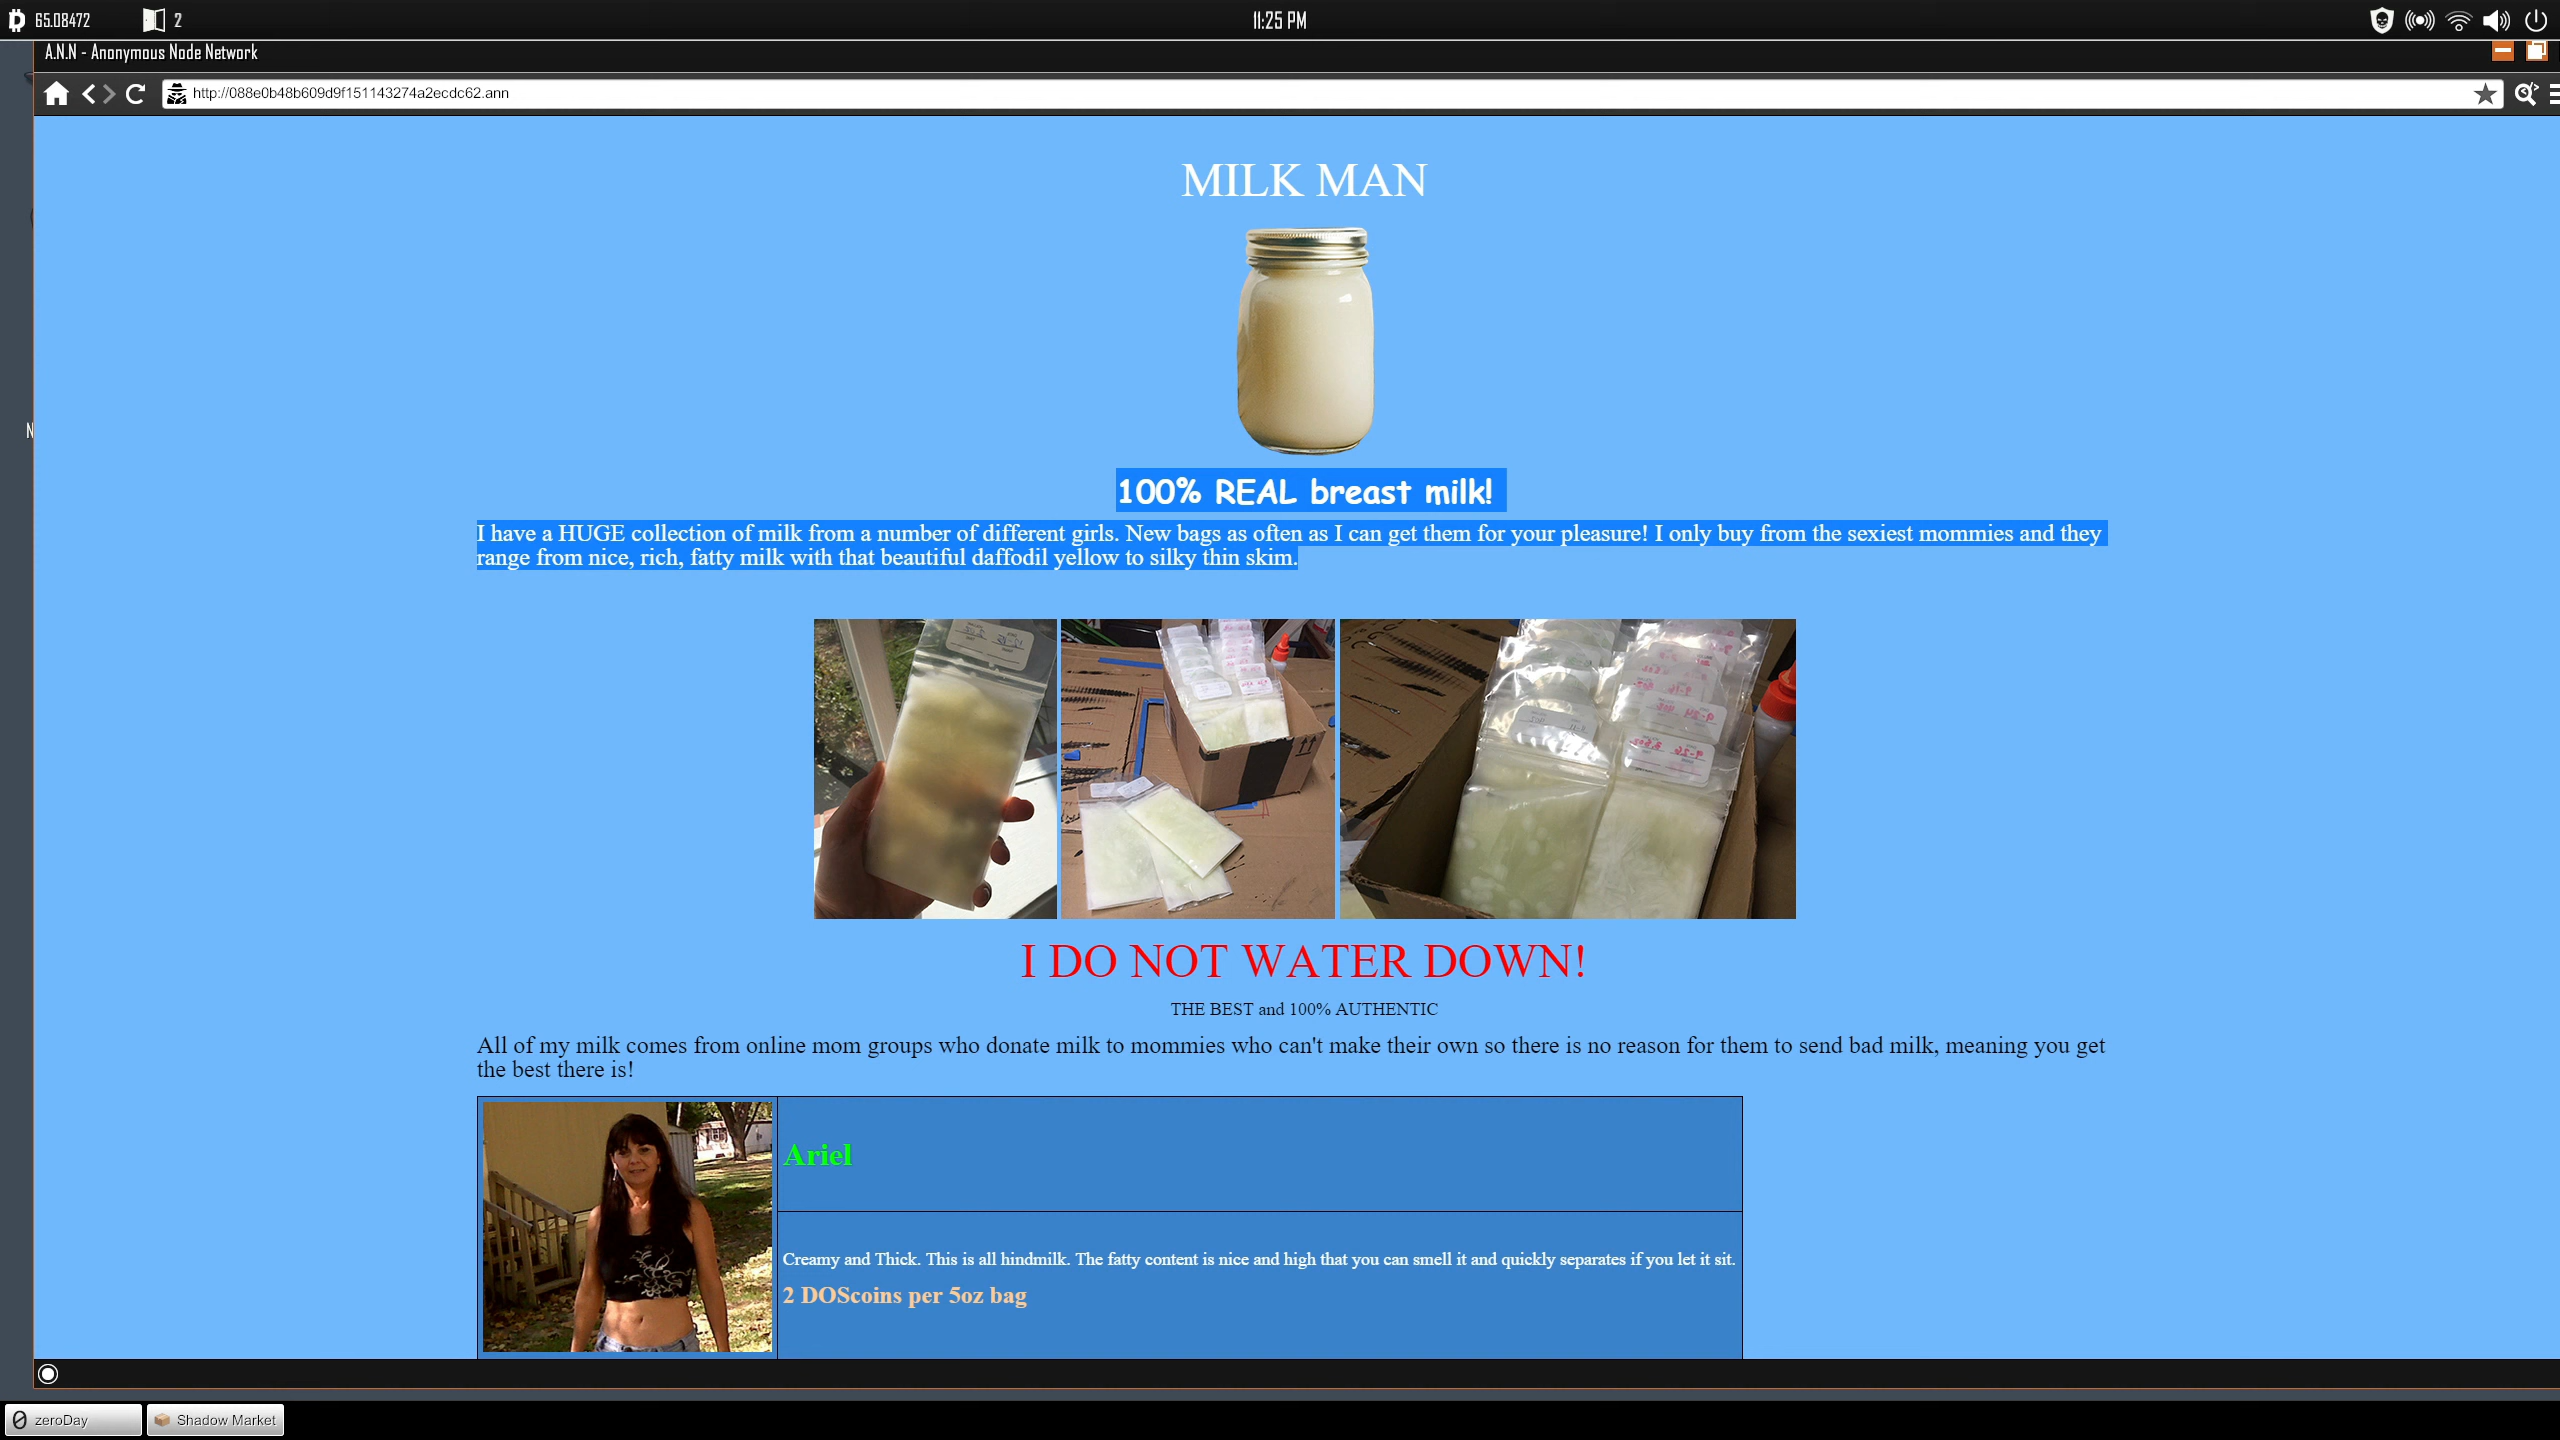 65.08472
2
11:25 PM
A.N.N - Anonymous Node Network
http://088e0b48b609d9f151143274a2ecdc62.ann
N
MILK MAN
100% REAL breast milk!
I have a HUGE collection of milk from a number of different girls. New bags as often as I can get them for your pleasure! I only buy from the sexiest mommies and they
range from nice, rich, fatty milk with that beautiful daffodil yellow to silky thin skim.
I DO NOT WATER DOWN!
THE BEST and 100% AUTHENTIC
All of my milk comes from online mom groups who donate milk to mommies who can't make their own so there is no reason for them to send bad milk, meaning you get
the best there is!
Ariel
Creamy and Thick. This is all hindmilk. The fatty content is nice and high that you can smell it and quickly separates if you let it sit.
2 DOScoins per 5oz bag
zeroDay
Shadow Market